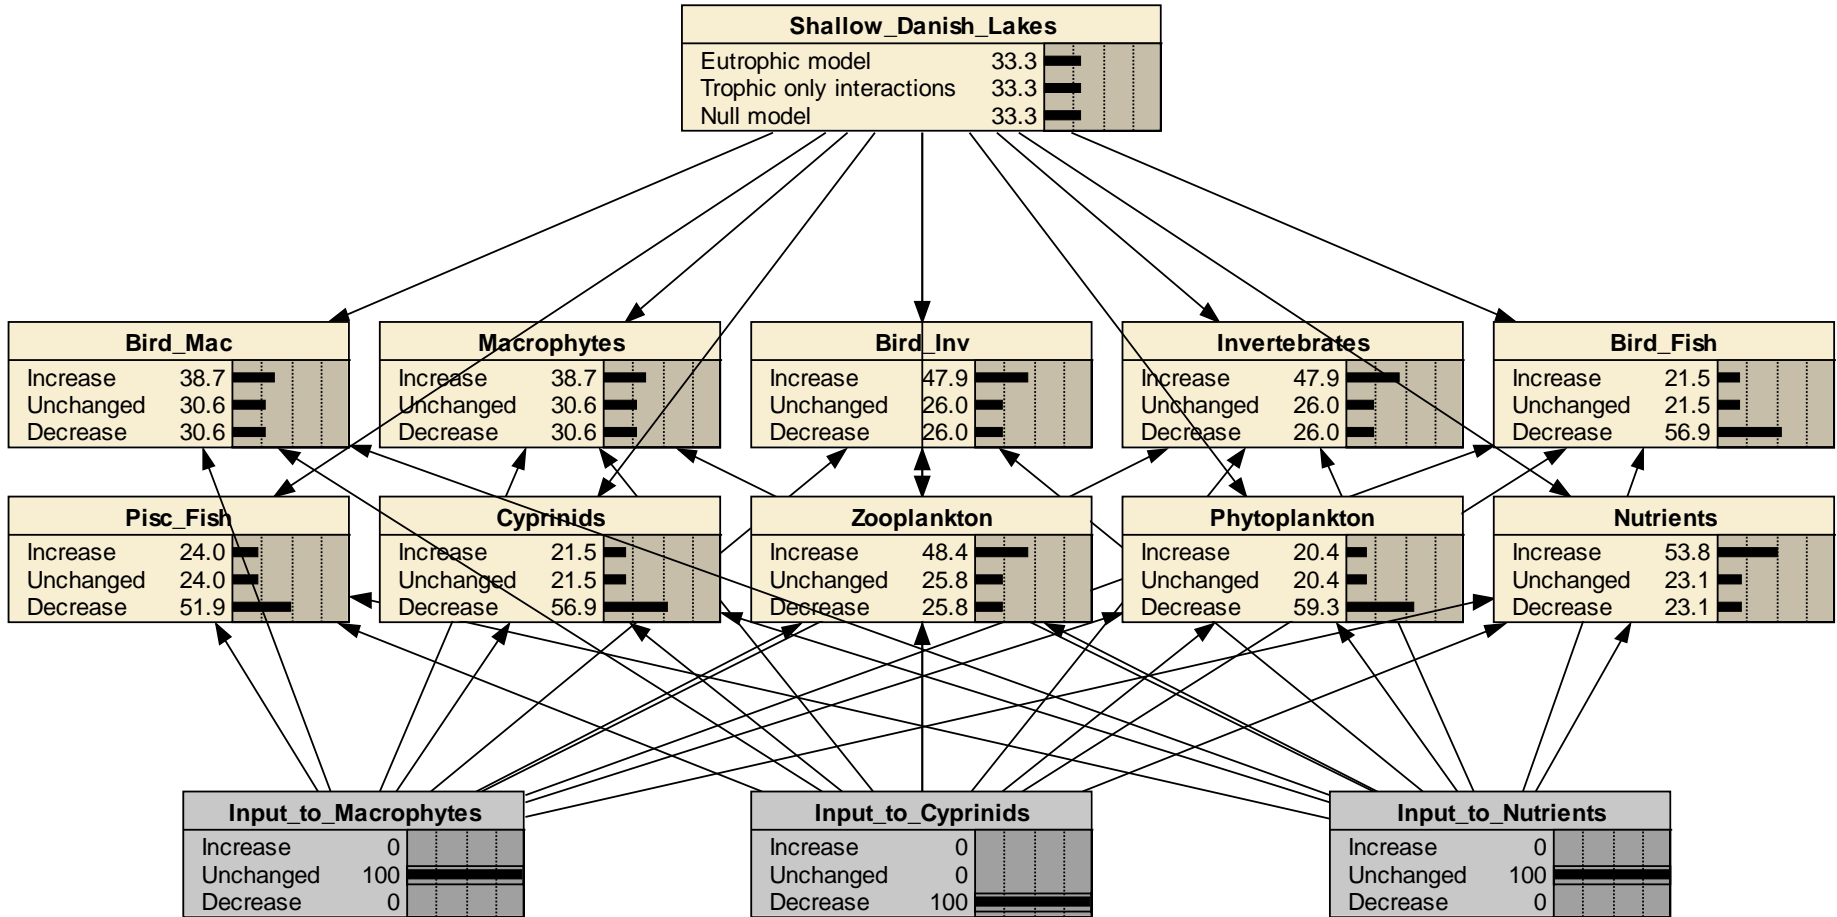 Shallow_Danish_Lakes
Eutrophic model 33.3
Trophic only interactions 33.3
Null model 33.3
Bird_Mac
Increase 38.7
Unchanged 30.6
Decrease 30.6
Macrophytes
Increase 38.7
Unchanged 30.6
Decrease 30.6
Bird_Inv
Increase 47.9
Unchanged 26.0
Decrease 26.0
Invertebrates
Increase 47.9
Unchanged 26.0
Decrease 26.0
Bird_Fish
Increase 21.5
Unchanged 21.5
Decrease 56.9
Pisc_Fish
Increase 24.0
Unchanged 24.0
Decrease 51.9
Cyprinids
Increase 21.5
Unchanged 21.5
Decrease 56.9
Zooplankton
Increase 48.4
Unchanged 25.8
Decrease 25.8
Phytoplankton
Increase 20.4
Unchanged 20.4
Decrease 59.3
Nutrients
Increase 53.8
Unchanged 23.1
Decrease 23.1
Input_to_Macrophytes
Increase 0
Unchanged 100
Decrease 0
Input_to_Cyprinids
Increase 0
Unchanged 0
Decrease 100
Input_to_Nutrients
Increase 0
Unchanged 100
Decrease 0